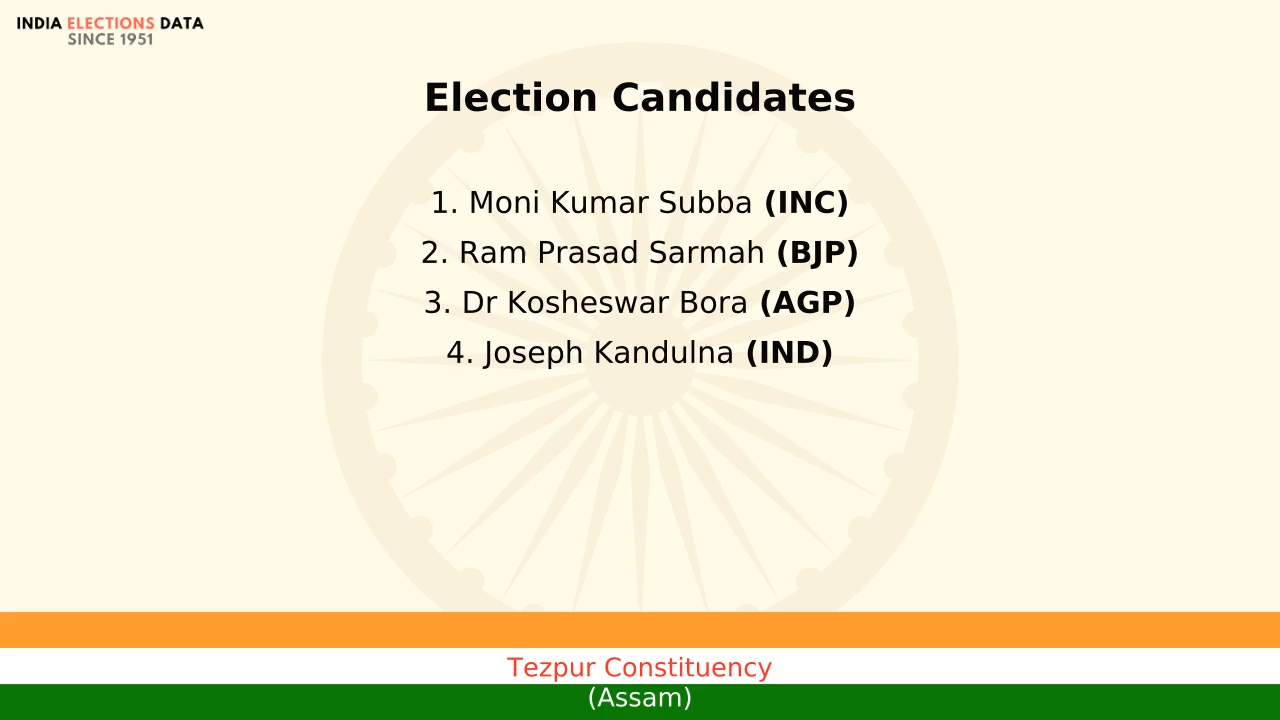 INDIA ELECTIONS DATA
SINCE 1951
Election Candidates
1. Moni Kumar Subba (INC)
2. Ram Prasad Sarmah (BJP)
3. Dr Kosheswar Bora (AGP)
4. Joseph Kandulna (IND)
Tezpur Constituency
(Assam)